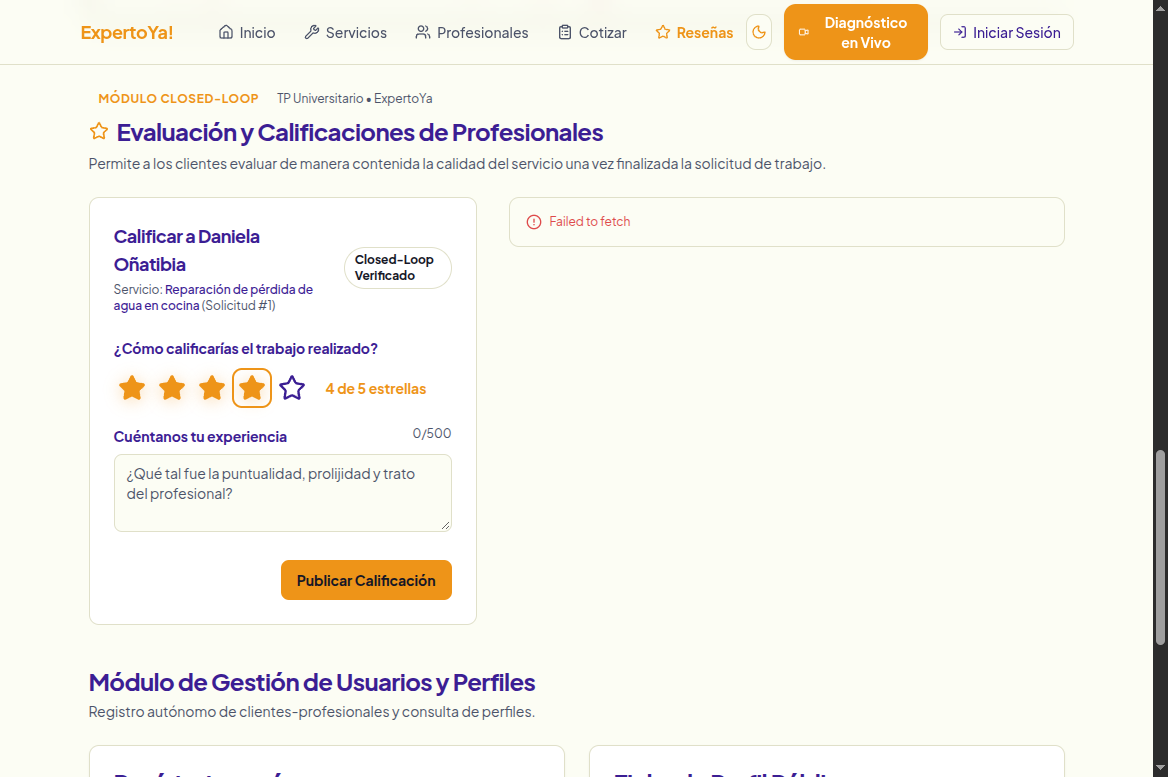 ExpertoYa!
Inicio
Servicios
Profesionales
Cotizar
Reseñas
Diagnóstico
en Vivo
Iniciar Sesión
MÓDULO CLOSED-LOOP
TP Universitario • ExpertoYa
Evaluación y Calificaciones de Profesionales
Permite a los clientes evaluar de manera contenida la calidad del servicio una vez finalizada la solicitud de trabajo.
Calificar a Daniela
Oñatibia
Closed-Loop
Verificado
Servicio: Reparación de pérdida de
agua en cocina (Solicitud #1)
¿Cómo calificarías el trabajo realizado?
4 de 5 estrellas
Cuéntanos tu experiencia
0/500
¿Qué tal fue la puntualidad, prolijidad y trato
del profesional?
Publicar Calificación
Failed to fetch
Módulo de Gestión de Usuarios y Perfiles
Registro autónomo de clientes-profesionales y consulta de perfiles.